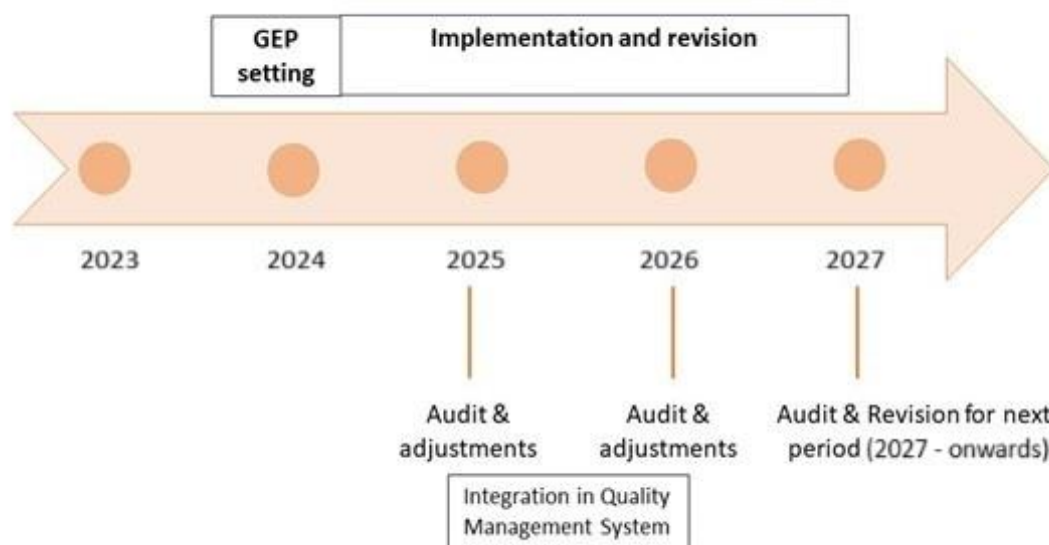 GEP
setting
Implementation and revision
2023
2024
2025
2026
2027
Audit &
adjustments
Audit &
adjustments
Audit & Revision for next
period (2027 - onwards)
Integration in Quality
Management System